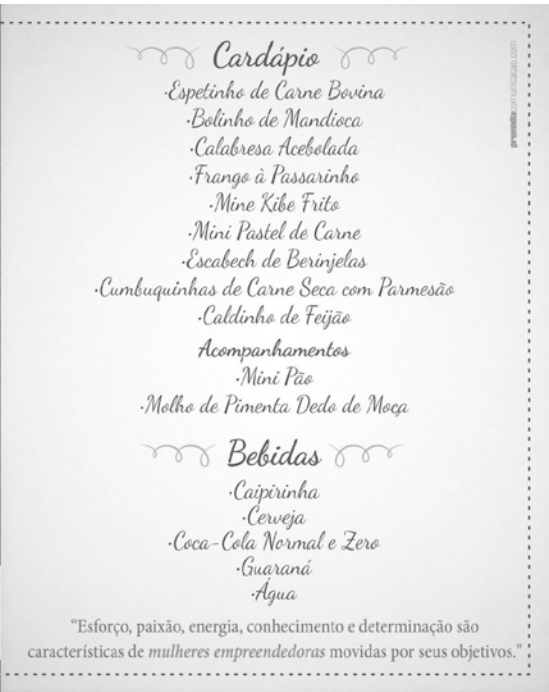 Cardápio
·Espetinho de Carne Bovina
·Bolinho de Mandioca
·Calabresa Acebolada
·Frango à Passarinho
·Mine Kibe Frito
·Mini Pastel de Carne
·Escabech de Berinjelas
·Cumbuquinhas de Carne Seca com Parmesão
·Caldinho de Feijão
Acompanhamentos
·Mini Pão
·Molho de Pimenta Dedo de Moça
Bebidas
·Caipirinha
·Cerveja
·Coca-Cola Normal e Zero
·Guaraná
·Água
“Esforço, paixão, energia, conhecimento e determinação são
características de mulheres empreendedoras movidas por seus objetivos.”
promidiacomunicacao.com